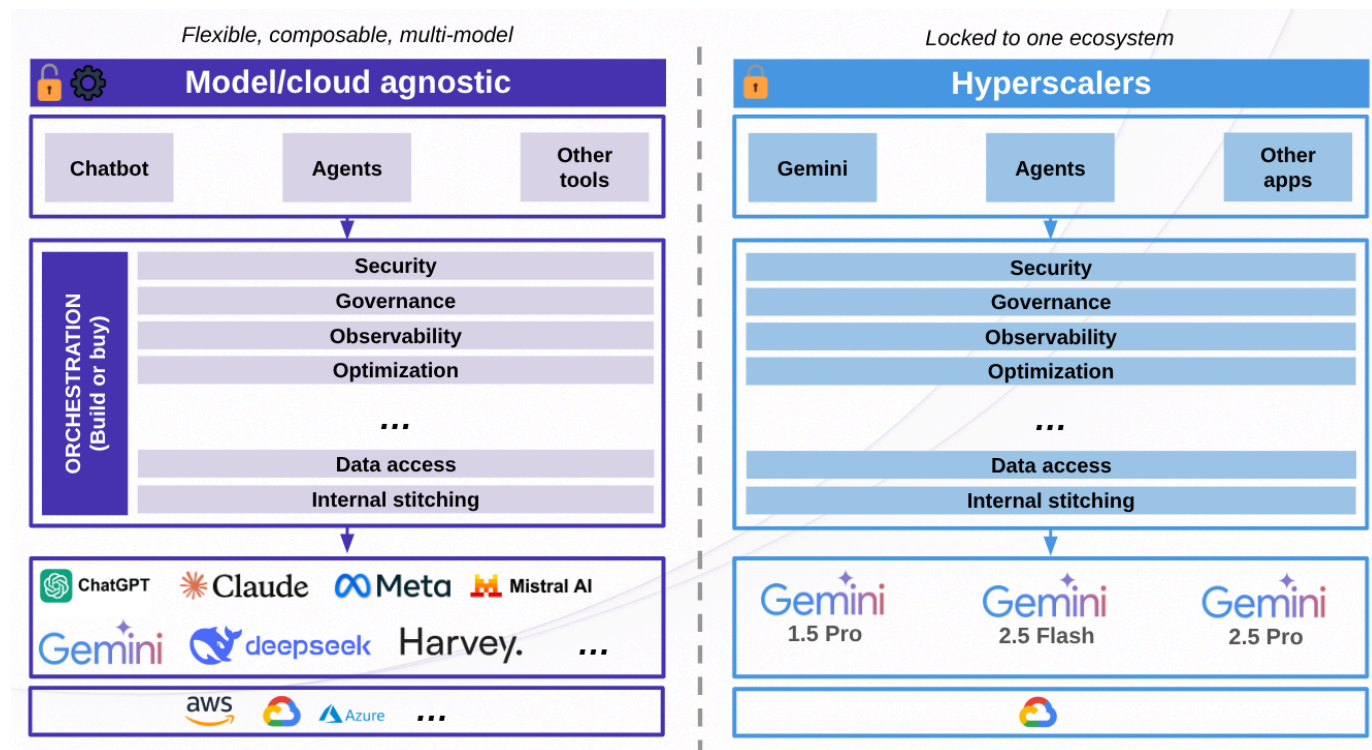 Flexible, composable, multi-model
Model/cloud agnostic
Chatbot
Agents
Other
tools
ORCHESTRATION
(Build or buy)
Security
Governance
Observability
Optimization
...
Data access
Internal stitching
ChatGPT
Claude
Meta
Mistral AI
Gemini
deepseek
Harvey.
...
aws
Azure
...
Locked to one ecosystem
Hyperscalers
Gemini
Agents
Other
apps
Security
Governance
Observability
Optimization
...
Data access
Internal stitching
Gemini
1.5 Pro
Gemini
2.5 Flash
Gemini
2.5 Pro